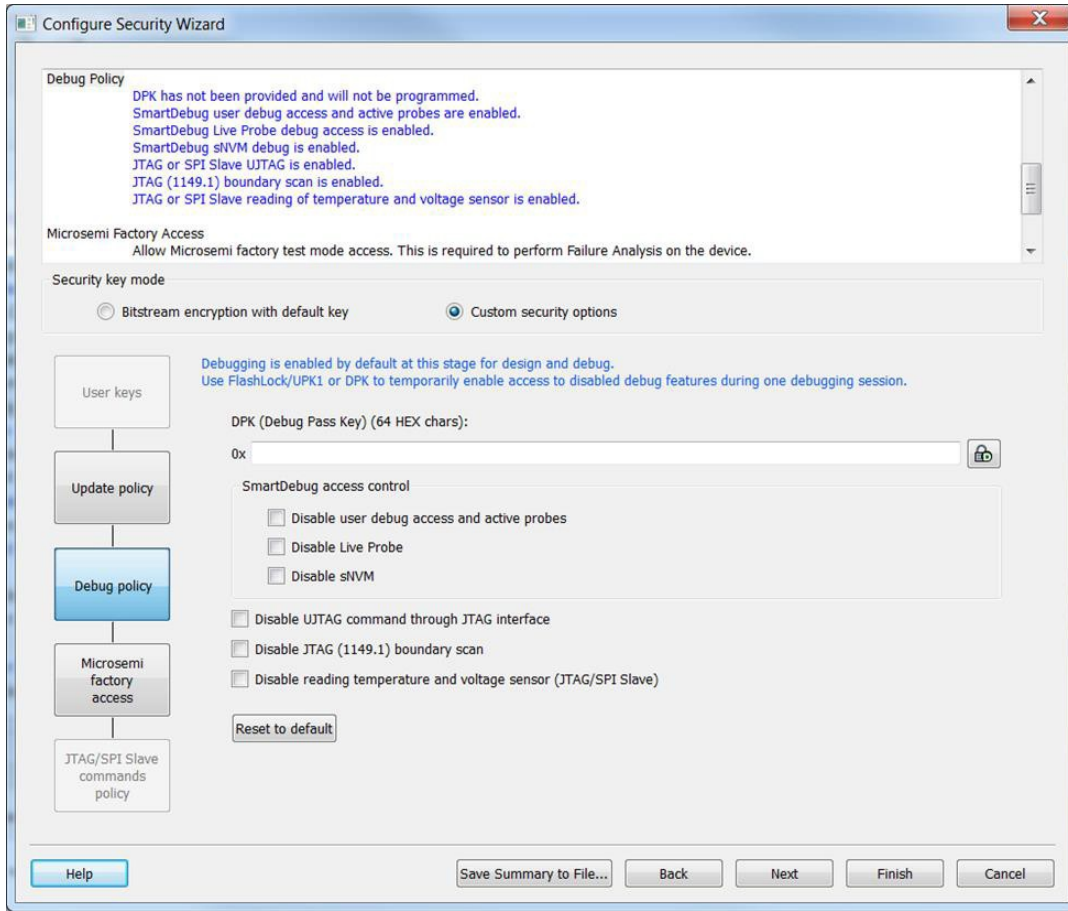 Configure Security Wizard
Debug Policy
DPK has not been provided and will not be programmed.
SmartDebug user debug access and active probes are enabled.
SmartDebug Live Probe debug access is enabled.
SmartDebug sNVM debug is enabled.
JTAG or SPI Slave UJTAG is enabled.
JTAG (1149.1) boundary scan is enabled.
JTAG or SPI Slave reading of temperature and voltage sensor is enabled.
Microsemi Factory Access
Allow Microsemi factory test mode access. This is required to perform Failure Analysis on the device.
Security key mode
Bitstream encryption with default key
Custom security options
User keys
Update policy
Debug policy
Microsemi
factory
access
JTAG/SPI Slave
commands
policy
Debugging is enabled by default at this stage for design and debug.
Use FlashLock/UPK1 or DPK to temporarily enable access to disabled debug features during one debugging session.
DPK (Debug Pass Key) (64 HEX chars):
0x
SmartDebug access control
Disable user debug access and active probes
Disable Live Probe
Disable sNVM
Disable UJTAG command through JTAG interface
Disable JTAG (1149.1) boundary scan
Disable reading temperature and voltage sensor (JTAG/SPI Slave)
Reset to default
Help
Save Summary to File...
Back
Next
Finish
Cancel